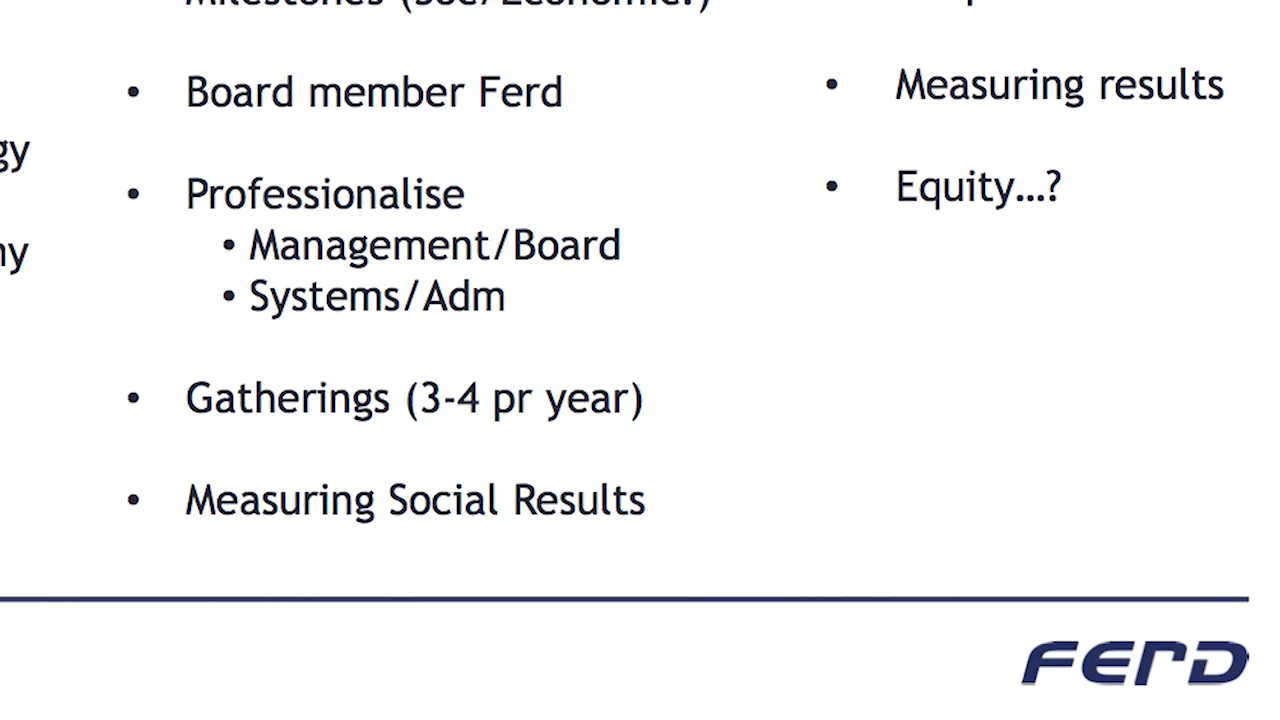 Board member Ferd
Professionalise
Management/Board
Systems/Adm
Gatherings (3-4 pr year)
Measuring Social Results
Measuring results
Equity...?
FERD